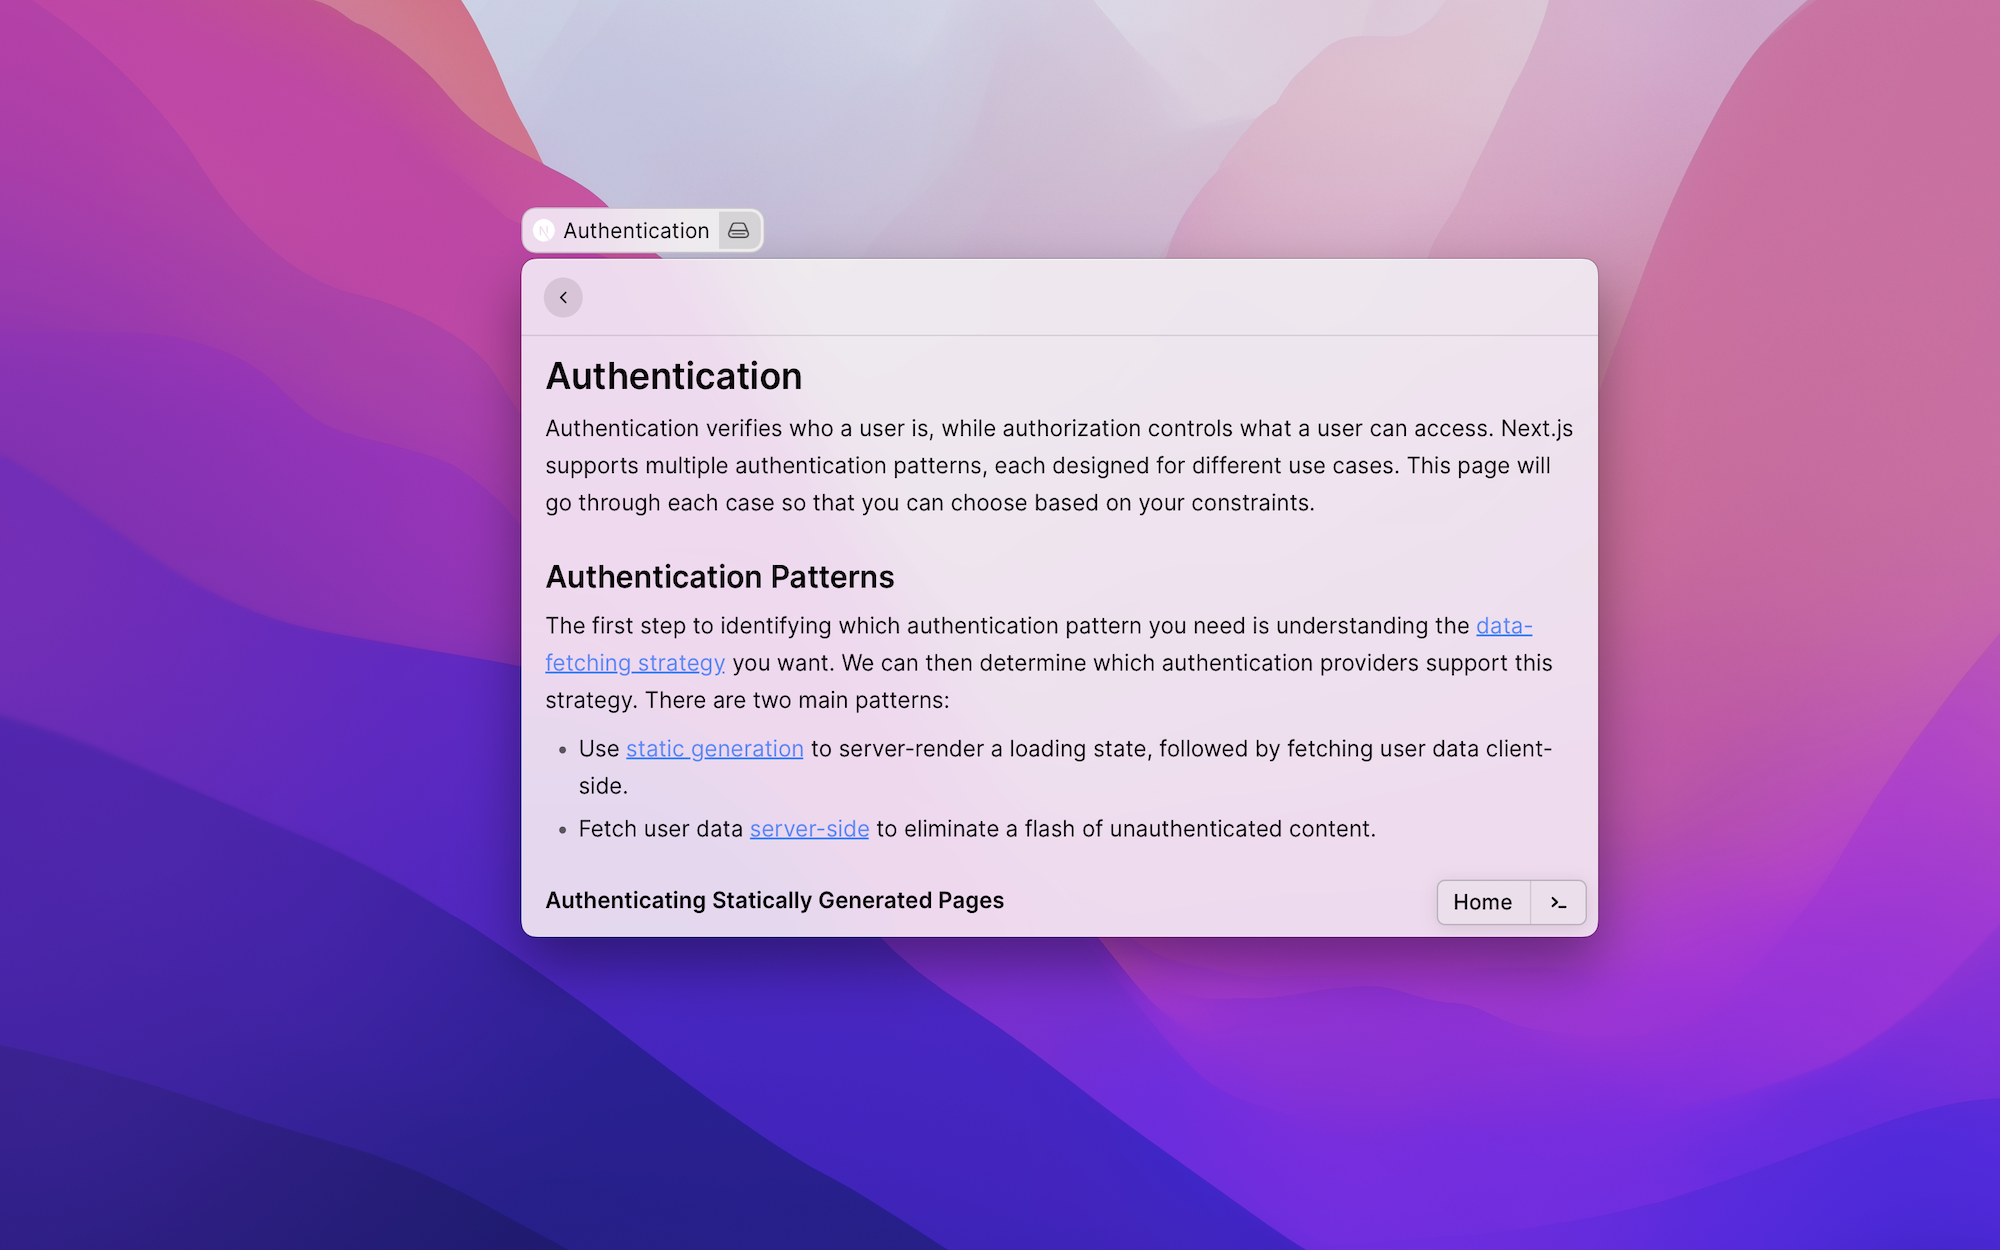 N Authentication
Authentication
Authentication verifies who a user is, while authorization controls what a user can access. Next.js
supports multiple authentication patterns, each designed for different use cases. This page will
go through each case so that you can choose based on your constraints.
Authentication Patterns
The first step to identifying which authentication pattern you need is understanding the data-
fetching strategy you want. We can then determine which authentication providers support this
strategy. There are two main patterns:
• Use static generation to server-render a loading state, followed by fetching user data client-
side.
• Fetch user data server-side to eliminate a flash of unauthenticated content.
Authenticating Statically Generated Pages
Home >_